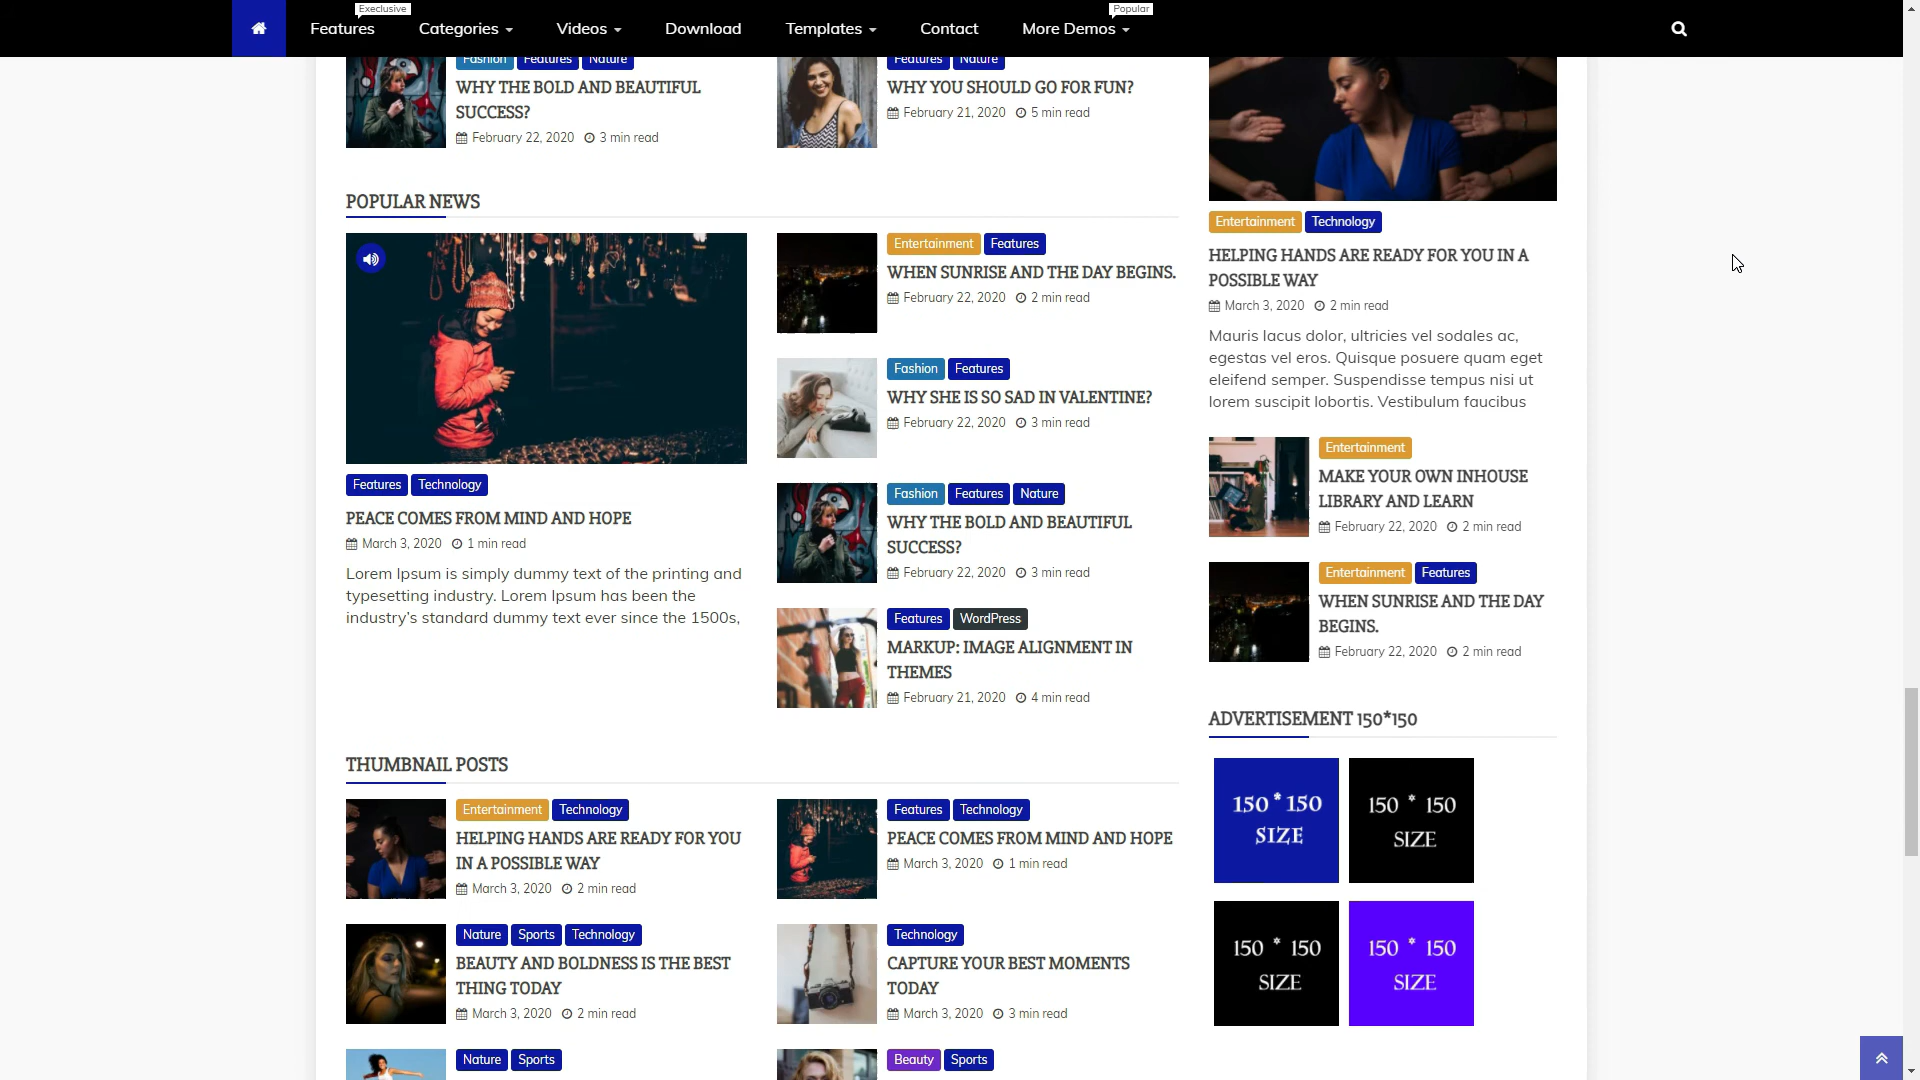 Execlusive
Popular
Features Categories Videos Download Templates Contact More Demos
Fashion Features Nature
WHY THE BOLD AND BEAUTIFUL
SUCCESS?
February 22, 2020 3 min read
Features Nature
WHY YOU SHOULD GO FOR FUN?
February 21, 2020 5 min read
POPULAR NEWS
Features Technology
PEACE COMES FROM MIND AND HOPE
March 3, 2020 1 min read
Lorem Ipsum is simply dummy text of the printing and
typesetting industry. Lorem Ipsum has been the
industry’s standard dummy text ever since the 1500s,
Entertainment Features
WHEN SUNRISE AND THE DAY BEGINS.
February 22, 2020 2 min read
Fashion Features
WHY SHE IS SO SAD IN VALENTINE?
February 22, 2020 3 min read
Fashion Features Nature
WHY THE BOLD AND BEAUTIFUL
SUCCESS?
February 22, 2020 3 min read
Features WordPress
MARKUP: IMAGE ALIGNMENT IN
THEMES
February 21, 2020 4 min read
THUMBNAIL POSTS
Entertainment Technology
HELPING HANDS ARE READY FOR YOU
IN A POSSIBLE WAY
March 3, 2020 2 min read
Features Technology
PEACE COMES FROM MIND AND HOPE
March 3, 2020 1 min read
Nature Sports Technology
BEAUTY AND BOLDNESS IS THE BEST
THING TODAY
March 3, 2020 2 min read
Technology
CAPTURE YOUR BEST MOMENTS
TODAY
March 3, 2020 3 min read
Nature Sports
Beauty Sports
Entertainment Technology
HELPING HANDS ARE READY FOR YOU IN A
POSSIBLE WAY
March 3, 2020 2 min read
Mauris lacus dolor, ultricies vel sodales ac,
egestas vel eros. Quisque posuere quam eget
eleifend semper. Suspendisse tempus nisi ut
lorem suscipit lobortis. Vestibulum faucibus
Entertainment
MAKE YOUR OWN INHOUSE
LIBRARY AND LEARN
February 22, 2020 2 min read
Entertainment Features
WHEN SUNRISE AND THE DAY
BEGINS.
February 22, 2020 2 min read
ADVERTISEMENT 150*150
150 * 150
SIZE
150 * 150
SIZE
150 * 150
SIZE
150 * 150
SIZE